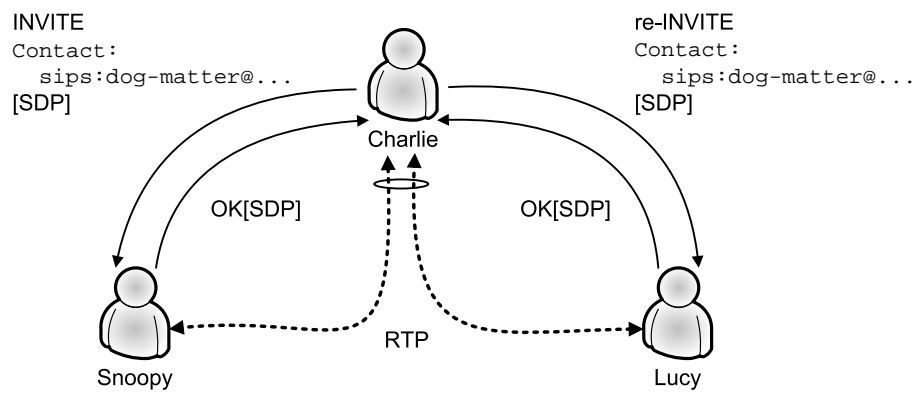 INVITE
Contact:
sips:dog-matter@...
[SDP]
re-INVITE
Contact:
sips:dog-matter@...
[SDP]
Charlie
OK[SDP]
OK[SDP]
RTP
Snoopy
Lucy